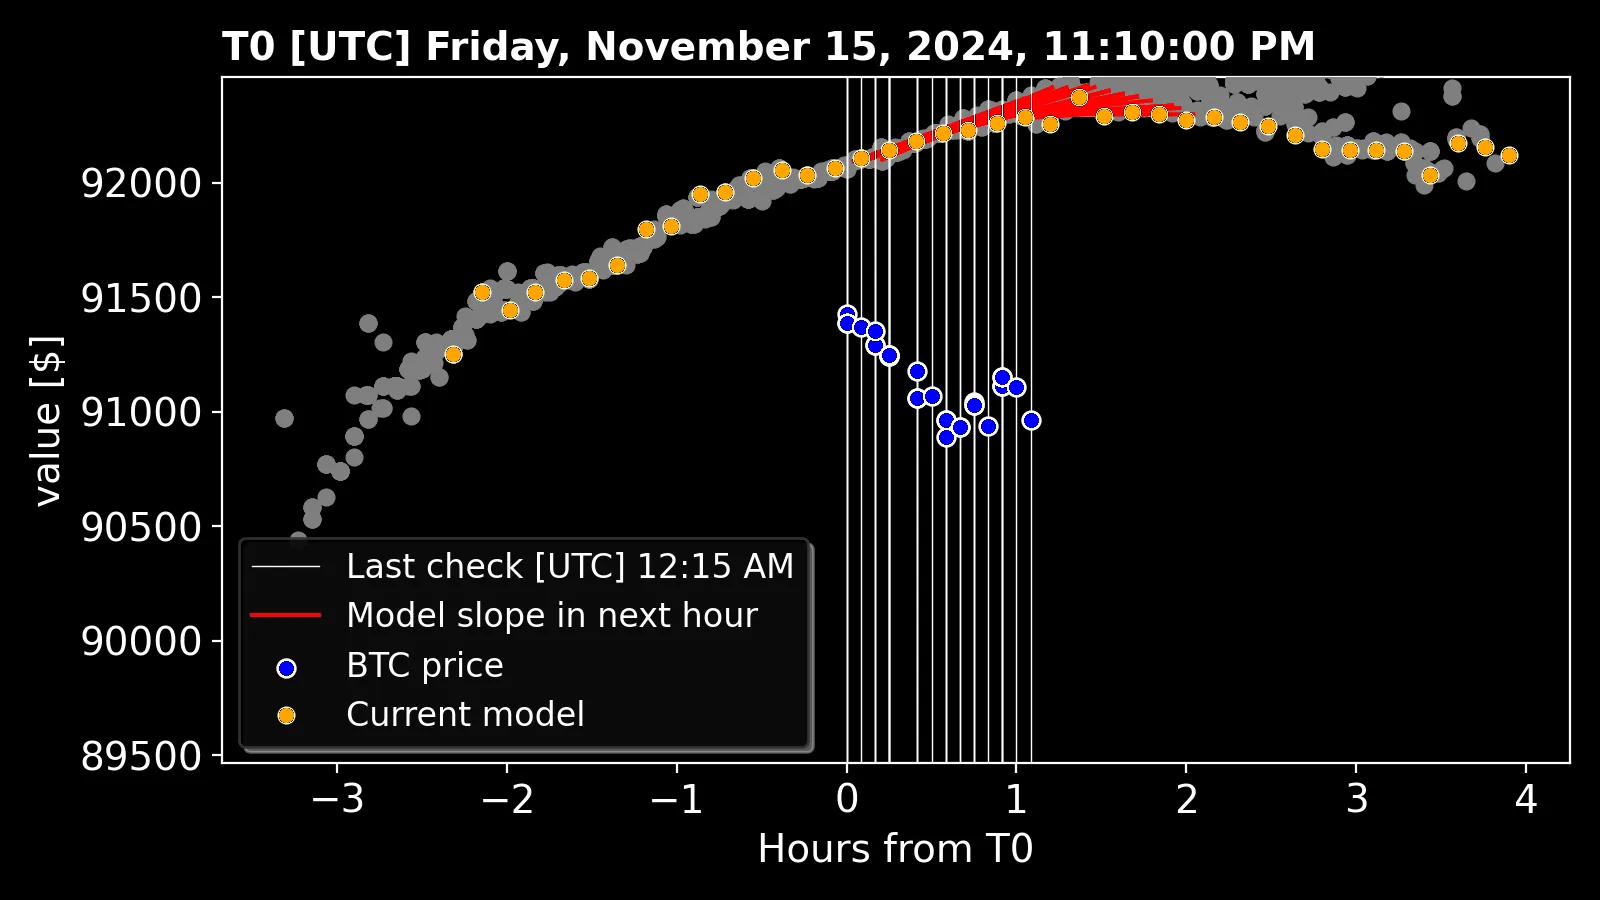 T0 [UTC] Friday, November 15, 2024, 11:10:00 PM
value [$]
92000
91500
91000
90500
90000
89500
Last check [UTC] 12:15 AM
Model slope in next hour
BTC price
Current model
−3 −2 −1 0 1 2 3 4
Hours from T0